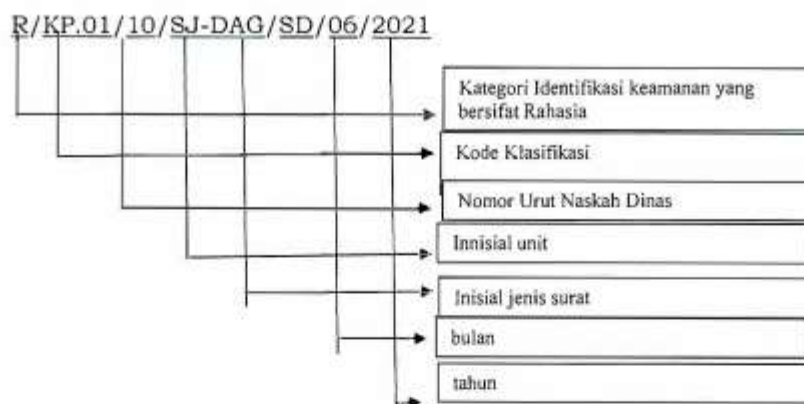 R/KP.01/10/SJ-DAG/SD/06/2021
Kategori Identifikasi keamanan yang
bersifat Rahasia
Kode Klasifikasi
Nomor Urut Naskah Dinas
Innisial unit
Inisial jenis surat
bulan
tahun